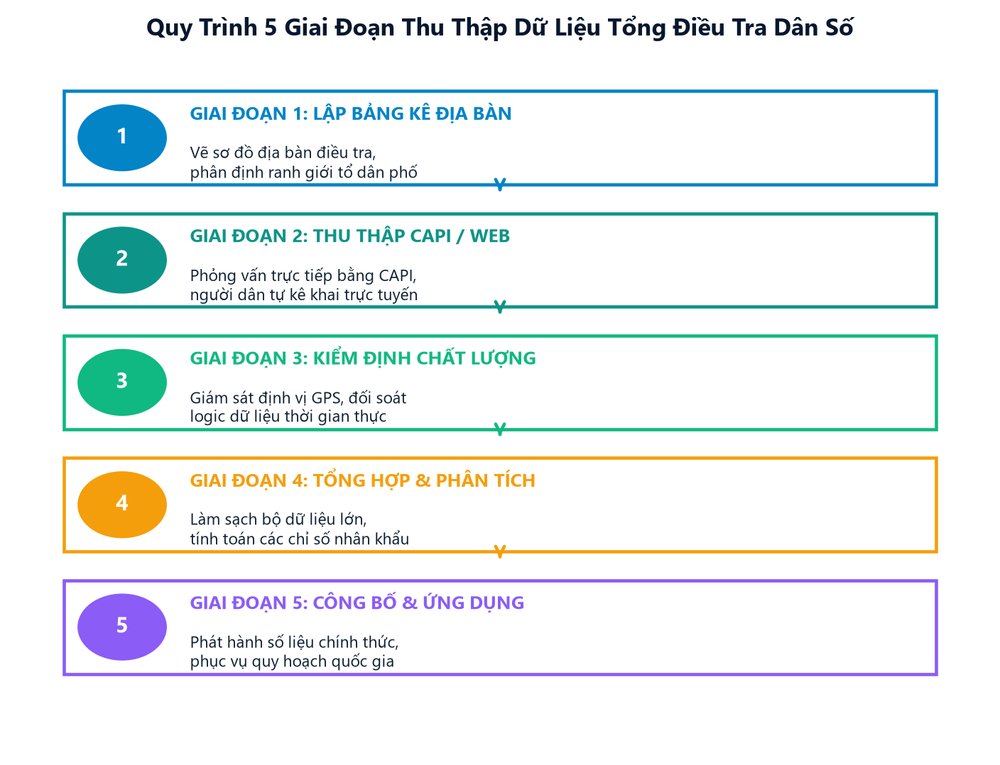 Quy Trình 5 Giai Đoạn Thu Thập Dữ Liệu Tổng Điều Tra Dân Số
1
GIAI ĐOẠN 1: LẬP BẢNG KÊ ĐỊA BÀN
Vẽ sơ đồ địa bàn điều tra,
phân định ranh giới tổ dân phố
2
GIAI ĐOẠN 2: THU THẬP CAPI / WEB
Phỏng vấn trực tiếp bằng CAPI,
người dân tự kê khai trực tuyến
3
GIAI ĐOẠN 3: KIỂM ĐỊNH CHẤT LƯỢNG
Giám sát định vị GPS, đối soát
logic dữ liệu thời gian thực
4
GIAI ĐOẠN 4: TỔNG HỢP & PHÂN TÍCH
Làm sạch bộ dữ liệu lớn,
tính toán các chỉ số nhân khẩu
5
GIAI ĐOẠN 5: CÔNG BỐ & ỨNG DỤNG
Phát hành số liệu chính thức,
phục vụ quy hoạch quốc gia